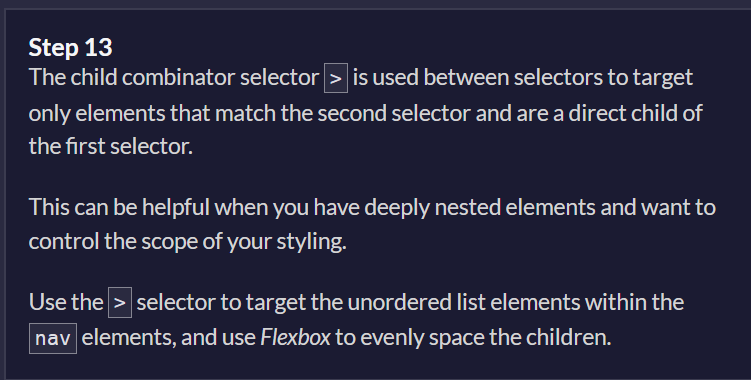 Step 13
The child combinator selector > is used between selectors to target
only elements that match the second selector and are a direct child of
the first selector.
This can be helpful when you have deeply nested elements and want to
control the scope of your styling.
Use the > selector to target the unordered list elements within the
nav elements, and use Flexbox to evenly space the children.